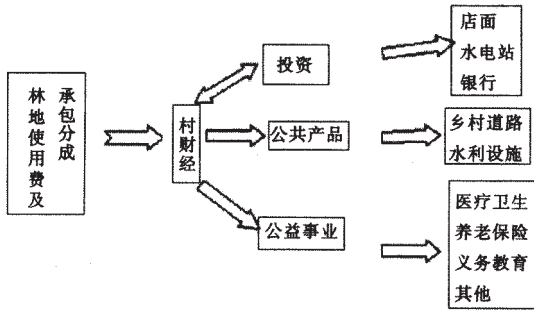 林地使用费及
承包分成
村财经
投资
公共产品
公益事业
店面
水电站
银行
乡村道路
水利设施
医疗卫生
养老保险
义务教育
其他